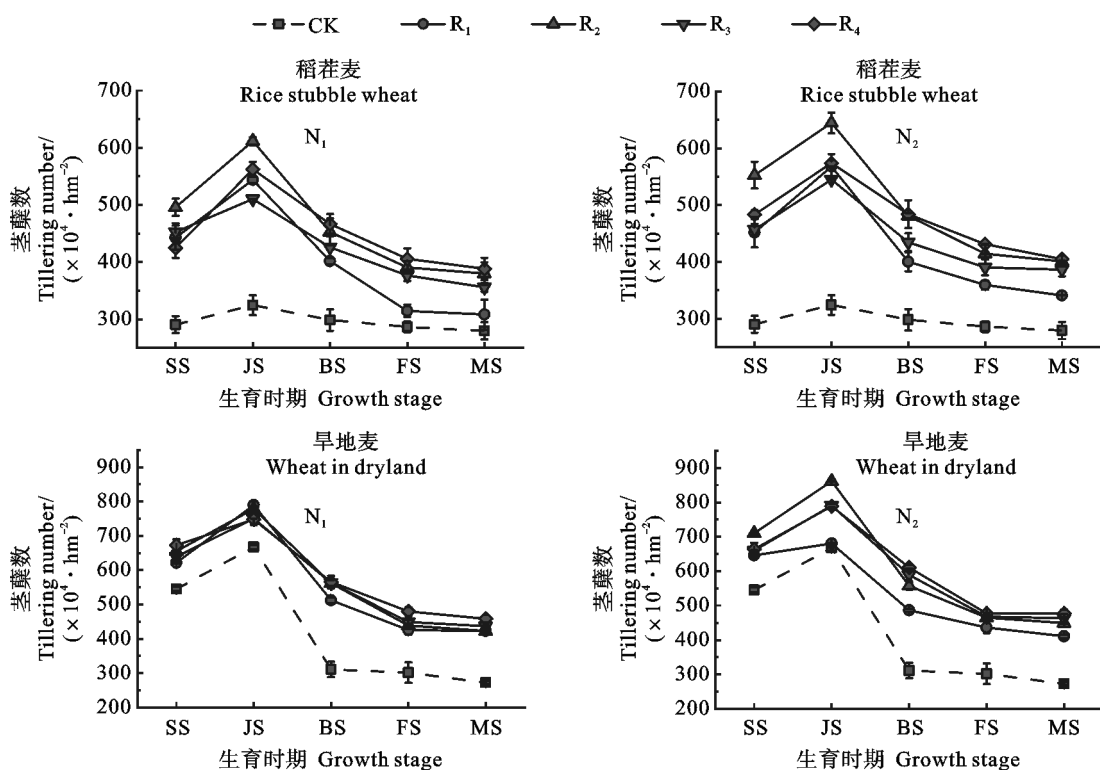 CK R₁ R₂ R₃ R₄
稻茬麦
Rice stubble wheat
N₁
茎蘖数
Tillering number/
(×10⁴·hm⁻²)
700
600
500
400
300
SS JS BS FS MS
生育时期 Growth stage
稻茬麦
Rice stubble wheat
N₂
茎蘖数
Tillering number/
(×10⁴·hm⁻²)
700
600
500
400
300
SS JS BS FS MS
生育时期 Growth stage
旱地麦
Wheat in dryland
N₁
茎蘖数
Tillering number/
(×10⁴·hm⁻²)
900
800
700
600
500
400
300
200
SS JS BS FS MS
生育时期 Growth stage
旱地麦
Wheat in dryland
N₂
茎蘖数
Tillering number/
(×10⁴·hm⁻²)
900
800
700
600
500
400
300
200
SS JS BS FS MS
生育时期 Growth stage